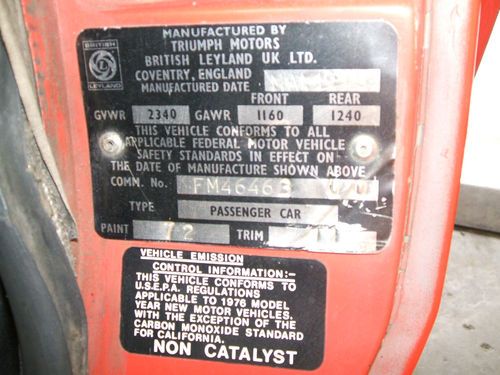 MANUFACTURED BY
TRIUMPH MOTORS
BRITISH LEYLAND UK LTD.
COVENTRY, ENGLAND
MANUFACTURED DATE
BRITISH
L
LEYLAND
FRONT REAR
GVWR 2340 GAWR 1160 1240
THIS VEHICLE CONFORMS TO ALL
APPLICABLE FEDERAL MOTOR VEHICLE
SAFETY STANDARDS IN EFFECT ON
THE DATE OF MANUFACTURE SHOWN ABOVE
COMM. No. FM46463
TYPE PASSENGER CAR
PAINT 72 TRIM
VEHICLE EMISSION
CONTROL INFORMATION:-
THIS VEHICLE CONFORMS TO
U.S.E.P.A. REGULATIONS
APPLICABLE TO 1976 MODEL
YEAR NEW MOTOR VEHICLES.
WITH THE EXCEPTION OF THE
CARBON MONOXIDE STANDARD
FOR CALIFORNIA.
NON CATALYST